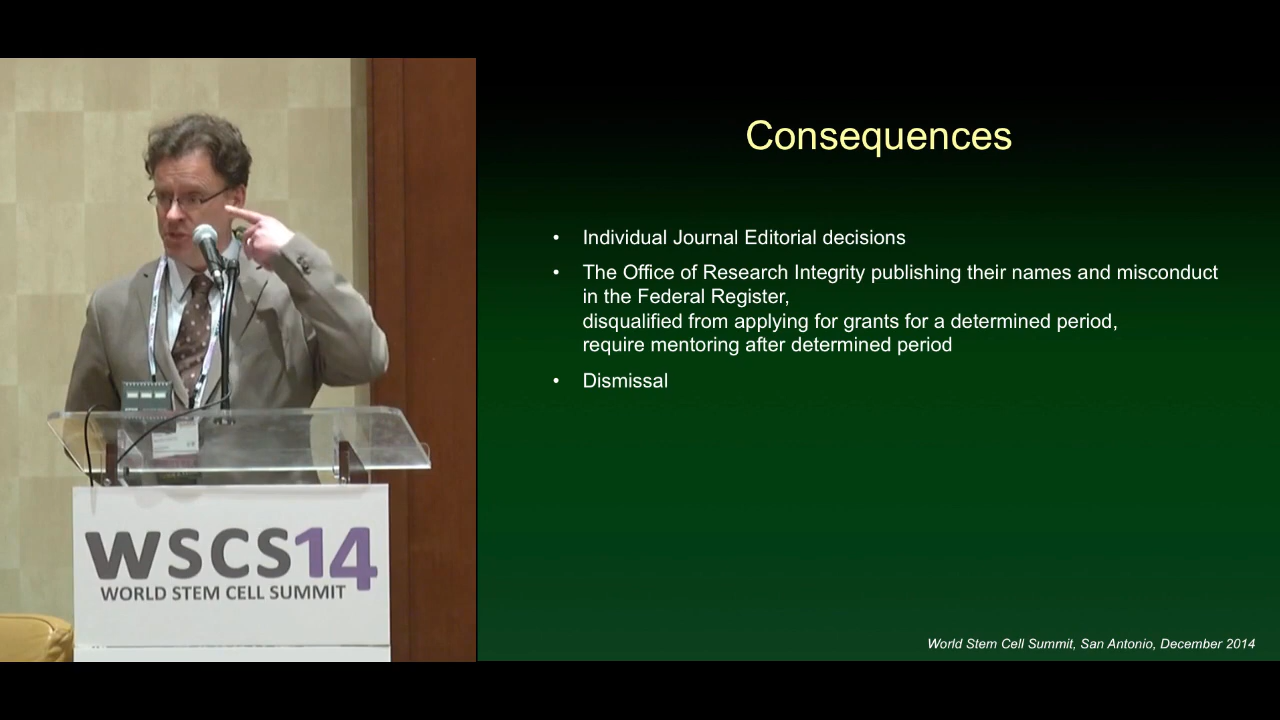 Consequences
• Individual Journal Editorial decisions
• The Office of Research Integrity publishing their names and misconduct
in the Federal Register,
disqualified from applying for grants for a determined period,
require mentoring after determined period
• Dismissal
World Stem Cell Summit, San Antonio, December 2014
WSCS14
WORLD STEM CELL SUMMIT